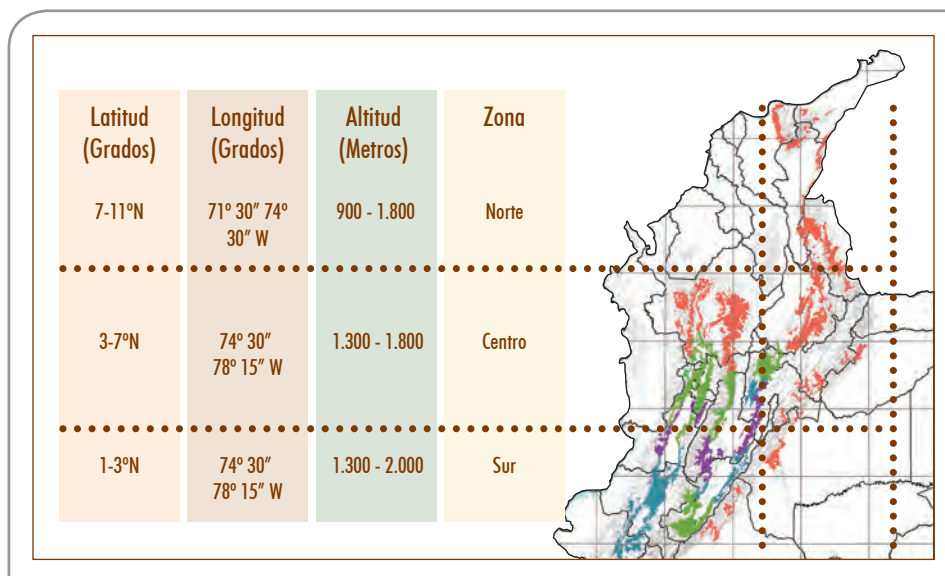 Latitud
(Grados)
Longitud
(Grados)
Altitud
(Metros)
Zona
7-11ºN
71º 30” 74º
30” W
900 - 1.800
Norte
3-7ºN
74º 30”
78º 15” W
1.300 - 1.800
Centro
1-3ºN
74º 30”
78º 15” W
1.300 - 2.000
Sur